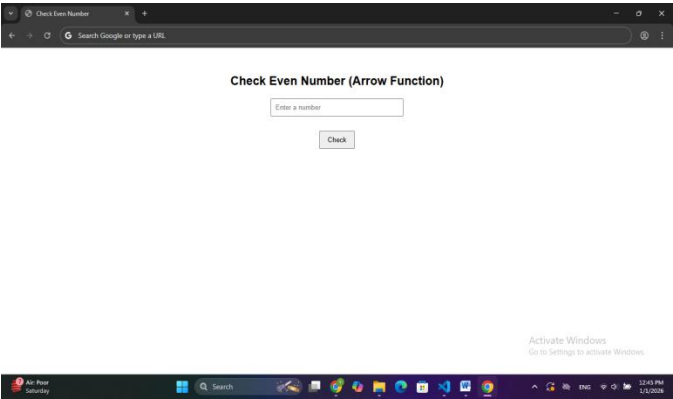 Check Even Number
Search Google or type a URL
Check Even Number (Arrow Function)
Enter a number
Check
Activate Windows
Go to Settings to activate Windows.
Air: Poor
Saturday
Search
ENG
12:43 PM
1/1/2026